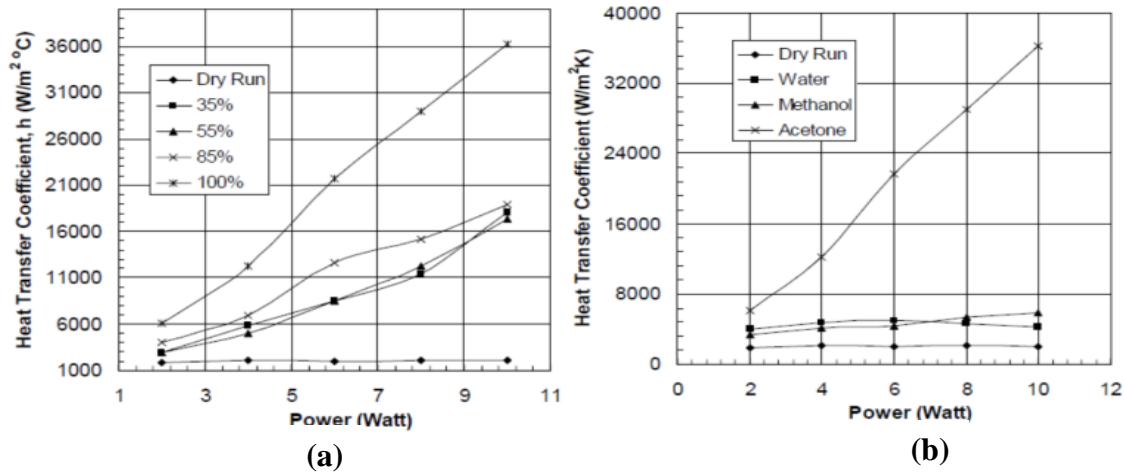 Heat Transfer Coefficient, h (W/m² °C)
36000
31000
26000
21000
16000
11000
6000
1000
Dry Run
35%
55%
85%
100%
1 3 5 7 9 11
Power (Watt)
(a)
Heat Transfer Coefficient (W/m²K)
40000
32000
24000
16000
8000
0
Dry Run
Water
Methanol
Acetone
0 2 4 6 8 10 12
Power (Watt)
(b)